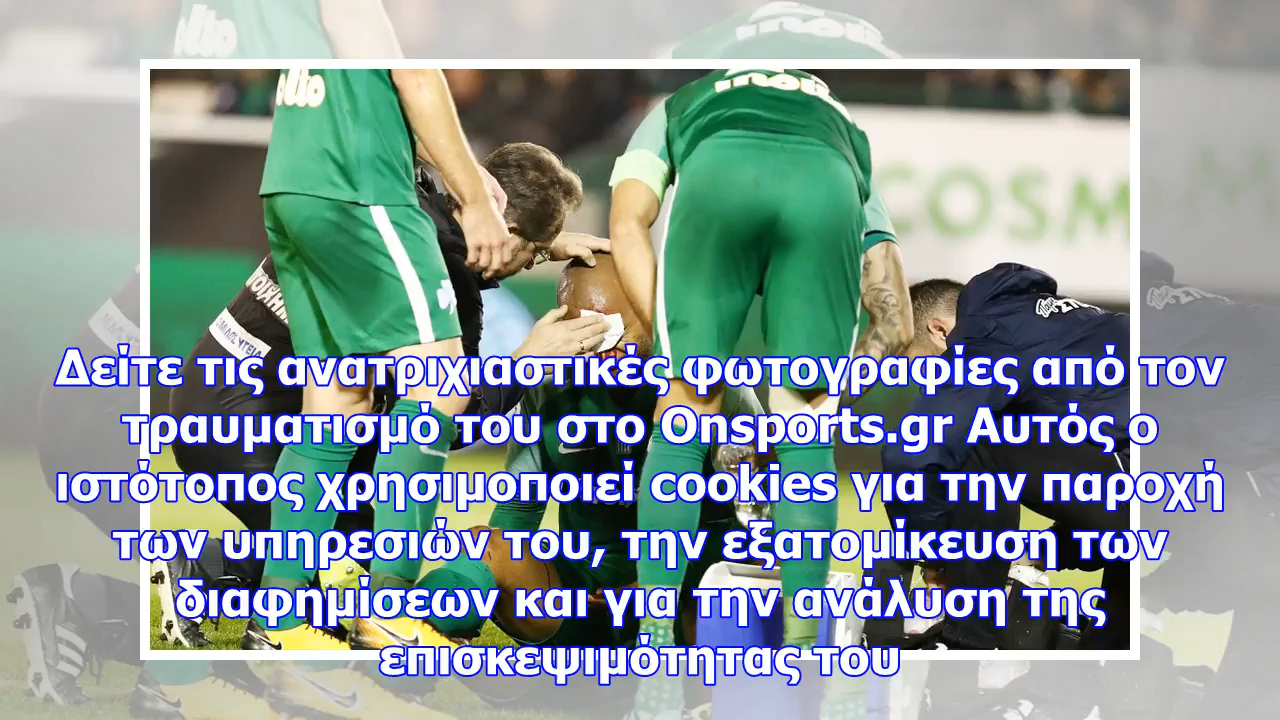 Δείτε τις ανατριχιαστικές φωτογραφίες από τον
τραυματισμό του στο Onsports.gr Αυτός ο
ιστότοπος χρησιμοποιεί cookies για την παροχή
των υπηρεσιών του, την εξατομίκευση των
διαφημίσεων και για την ανάλυση της
επισκεψιμότητας του
COSM